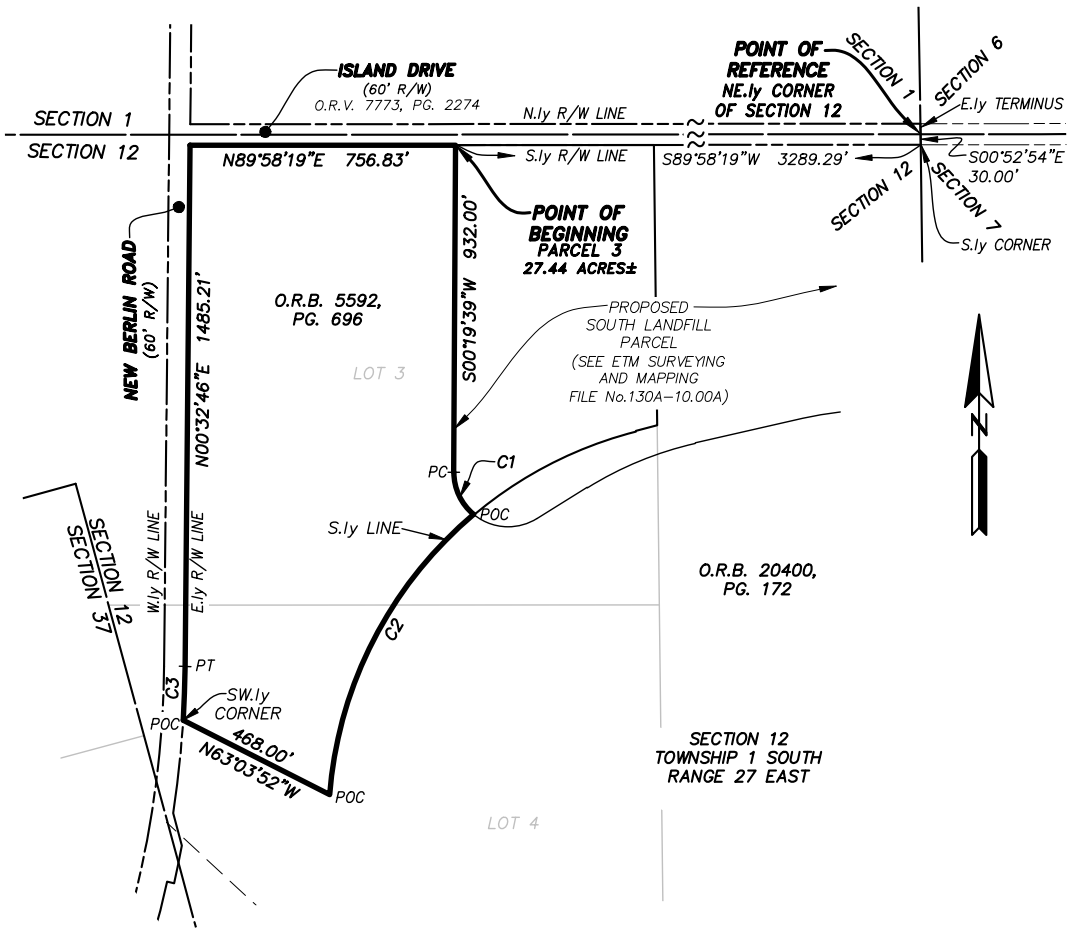 ISLAND DRIVE
(60' R/W)
O.R.V. 7773, PG. 2274
POINT OF
REFERENCE
NE.ly CORNER
OF SECTION 12
SECTION 1
SECTION 6
E.ly TERMINUS
SECTION 1
SECTION 12
N.ly R/W LINE
N89°58'19"E 756.83'
S.ly R/W LINE
S89°58'19"W 3289.29'
S00°52'54"E
30.00'
SECTION 12
SECTION 7
S.ly CORNER
POINT OF
BEGINNING
PARCEL 3
27.44 ACRES±
NEW BERLIN ROAD
(60' R/W)
N00°32'46"E 1485.21'
O.R.B. 5592,
PG. 696
LOT 3
S00°19'39"W 932.00'
PROPOSED
SOUTH LANDFILL
PARCEL
(SEE ETM SURVEYING
AND MAPPING
FILE No.130A-10.00A)
N
PC
C1
POC
S.ly LINE
SECTION 12
SECTION 37
W.ly R/W LINE
E.ly R/W LINE
O.R.B. 20400,
PG. 172
C2
PT
C3
SW.ly
CORNER
POC
468.00'
N63°03'52"W
POC
SECTION 12
TOWNSHIP 1 SOUTH
RANGE 27 EAST
LOT 4